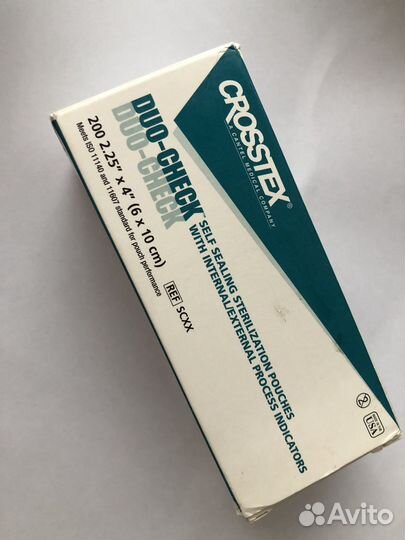 CROSSTEX®
A CANTEL MEDICAL COMPANY
DUO-CHECK™
DUO-CHECK
SELF SEALING STERILIZATION POUCHES
WITH INTERNAL/EXTERNAL PROCESS INDICATORS
200 2.25" x 4" (6 x 10 cm)
Meets ISO 11140 and 11607 standard for pouch performance
REF SCXX
USA
Avito